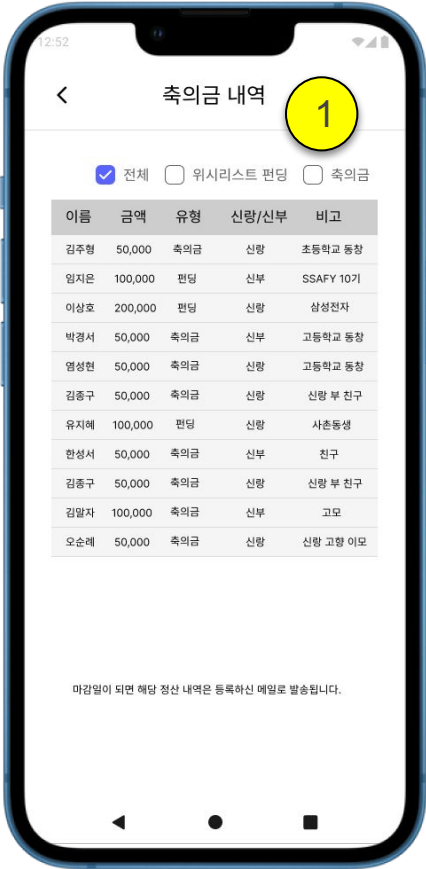 12:52
축의금 내역
1
전체 위시리스트 펀딩 축의금
이름 금액 유형 신랑/신부 비고
김주형 50,000 축의금 신랑 초등학교 동창
임지은 100,000 펀딩 신부 SSAFY 10기
이상호 200,000 펀딩 신랑 삼성전자
박경서 50,000 축의금 신부 고등학교 동창
염성현 50,000 축의금 신랑 고등학교 동창
김종구 50,000 축의금 신랑 신랑 부 친구
유지혜 100,000 펀딩 신랑 사촌동생
한성서 50,000 축의금 신부 친구
김종구 50,000 축의금 신랑 신랑 부 친구
김말자 100,000 축의금 신부 고모
오순례 50,000 축의금 신랑 신랑 고향 이모
마감일이 되면 해당 정산 내역은 등록하신 메일로 발송됩니다.